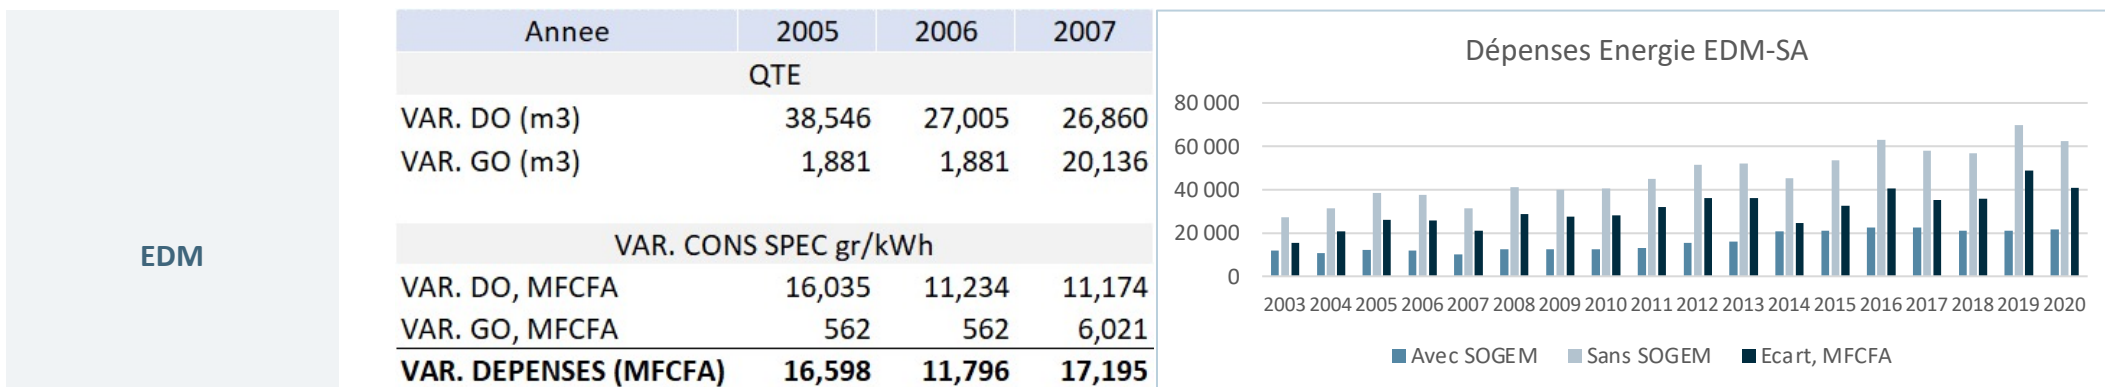 EDM
Annee 2005 2006 2007
QTE
VAR. DO (m3) 38,546 27,005 26,860
VAR. GO (m3) 1,881 1,881 20,136
VAR. CONS SPEC gr/kWh
VAR. DO, MFCFA 16,035 11,234 11,174
VAR. GO, MFCFA 562 562 6,021
VAR. DEPENSES (MFCFA) 16,598 11,796 17,195
Dépenses Energie EDM-SA
80 000
60 000
40 000
20 000
0
2003 2004 2005 2006 2007 2008 2009 2010 2011 2012 2013 2014 2015 2016 2017 2018 2019 2020
Avec SOGEM Sans SOGEM Ecart, MFCFA